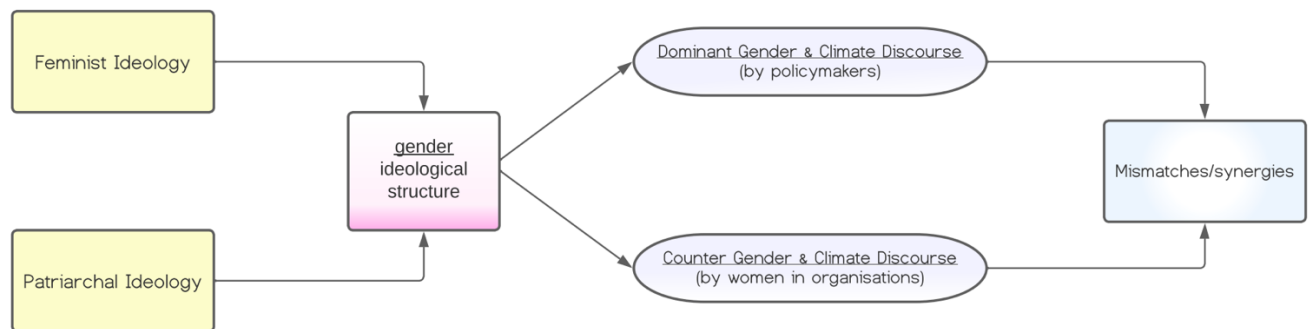 Feminist Ideology
Patriarchal Ideology
gender
ideological
structure
Dominant Gender & Climate Discourse
(by policymakers)
Counter Gender & Climate Discourse
(by women in organisations)
Mismatches/synergies